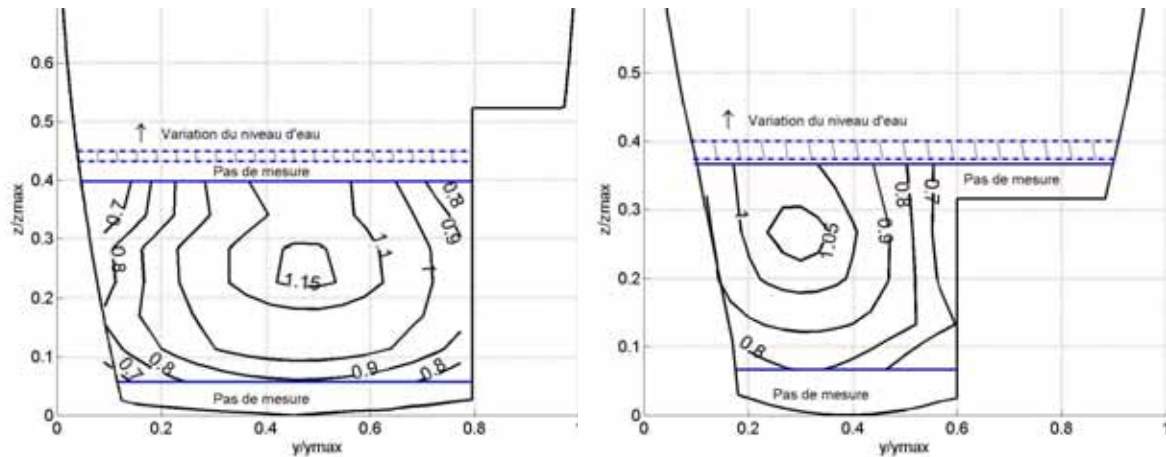 0.6
0.5
0.4
0.3
0.2
0.1
0
z/zmax
↑ Variation du niveau d'eau
Pas de mesure
0.7
0.8
1.15
1.1
1
0.8
0.9
0.7
0.8
0.9
0.8
Pas de mesure
0 0.2 0.4 0.6 0.8 1
y/ymax
0.5
0.4
0.3
0.2
0.1
0
z/zmax
↑ Variation du niveau d'eau
Pas de mesure
1
1.05
0.9
0.8
0.7
0.8
Pas de mesure
0 0.2 0.4 0.6 0.8 1
y/ymax